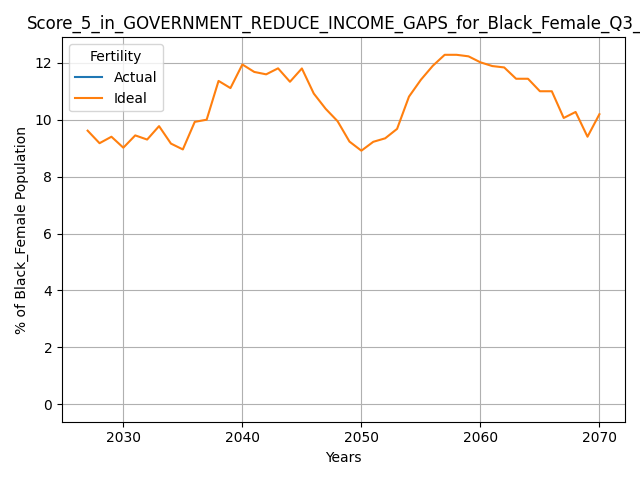 Score_5_in_GOVERNMENT_REDUCE_INCOME_GAPS_for_Black_Female_Q3_
Fertility
Actual
Ideal
% of Black_Female Population
12
10
8
6
4
2
0
2030 2040 2050 2060 2070
Years